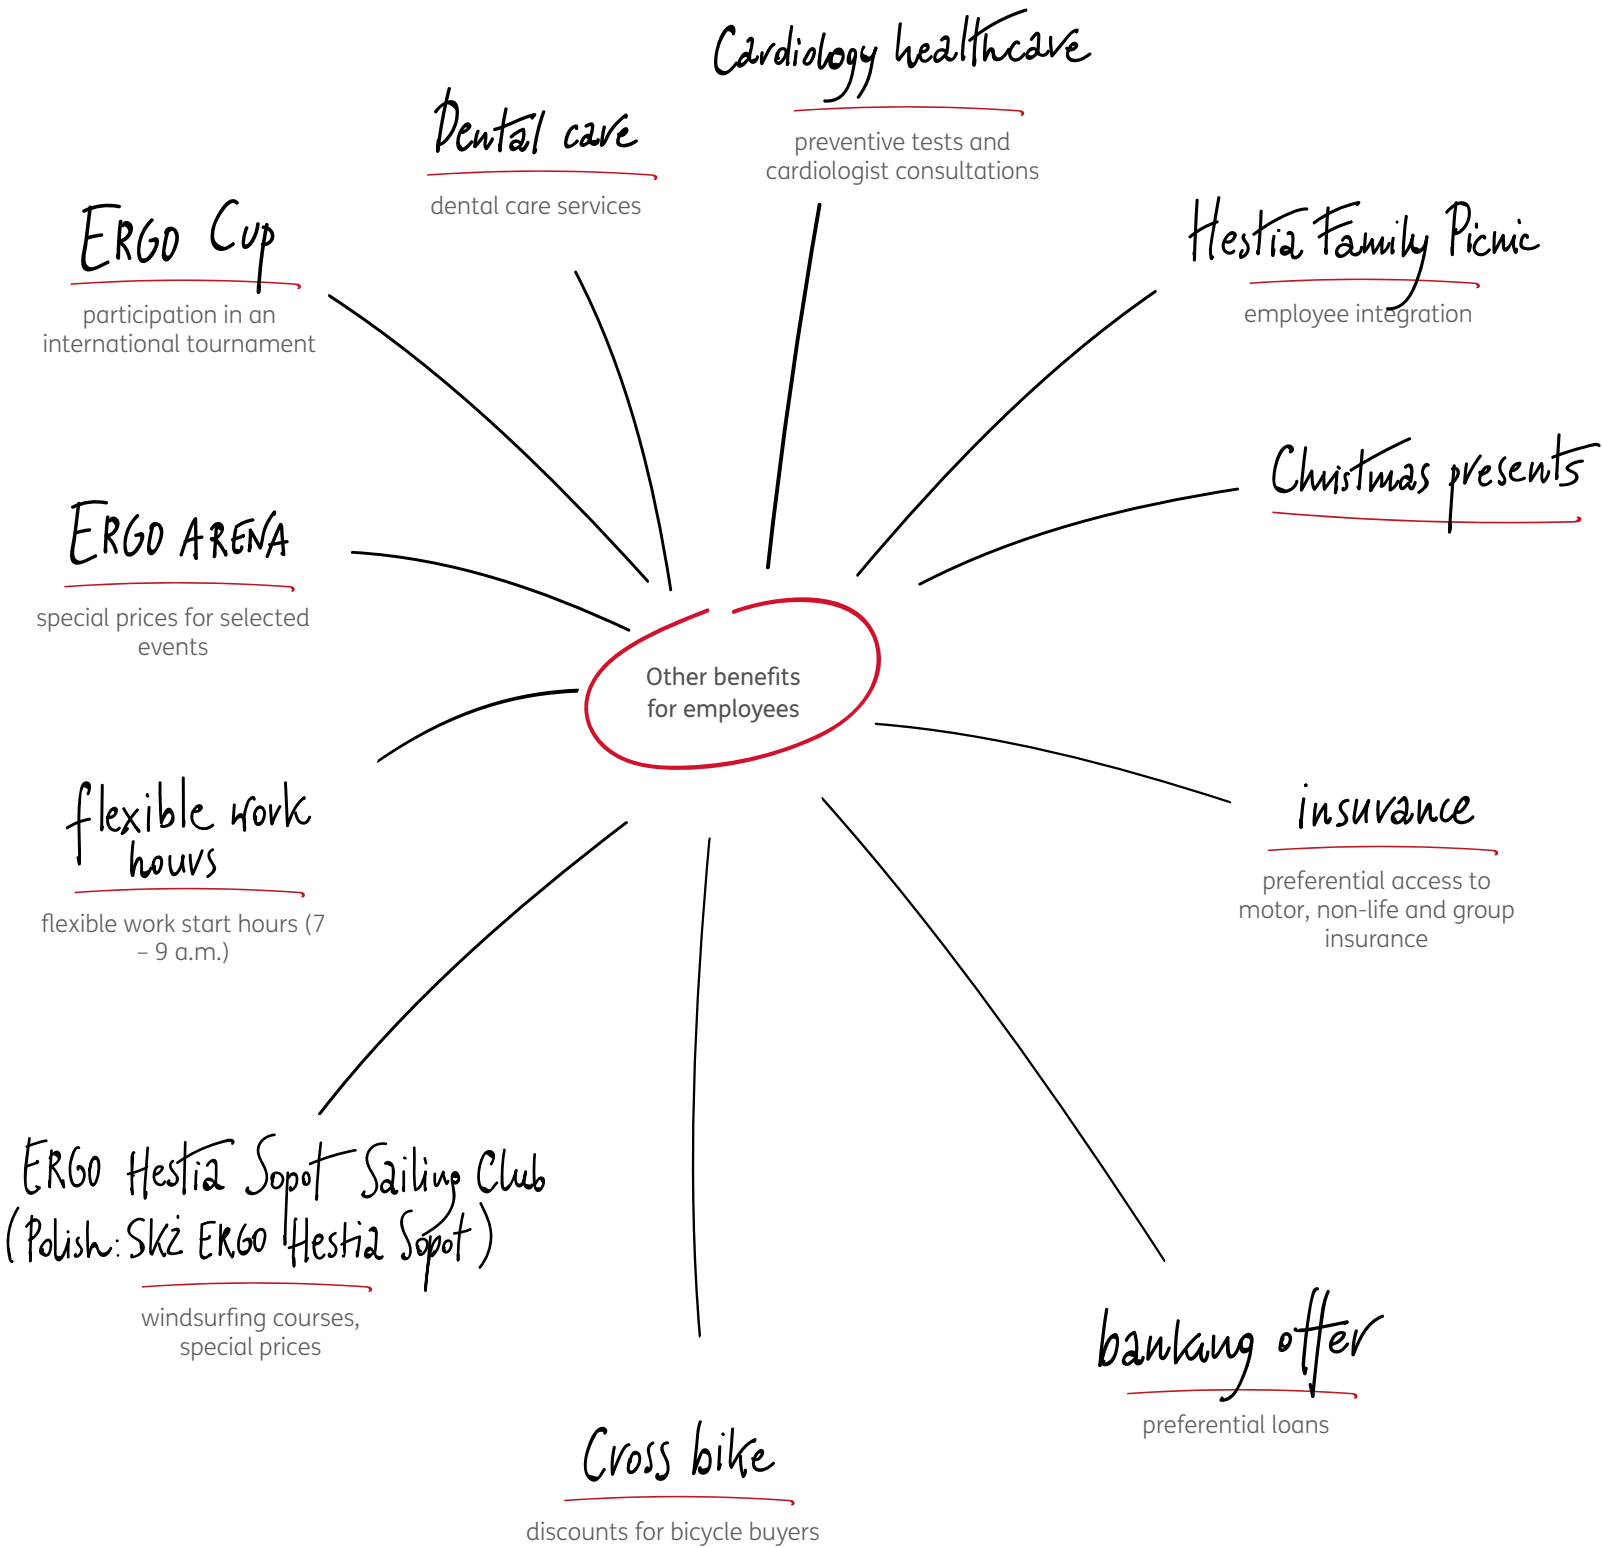 Cardiology healthcare
preventive tests and
cardiologist consultations
Dental care
dental care services
ERGO Cup
participation in an
international tournament
Hestia Family Picnic
employee integration
Christmas presents
ERGO ARENA
special prices for selected
events
Other benefits
for employees
flexible work
hours
flexible work start hours (7
– 9 a.m.)
insurance
preferential access to
motor, non-life and group
insurance
ERGO Hestia Sopot Sailing Club
(Polish: SKŻ ERGO Hestia Sopot)
windsurfing courses,
special prices
banking offer
preferential loans
Cross bike
discounts for bicycle buyers